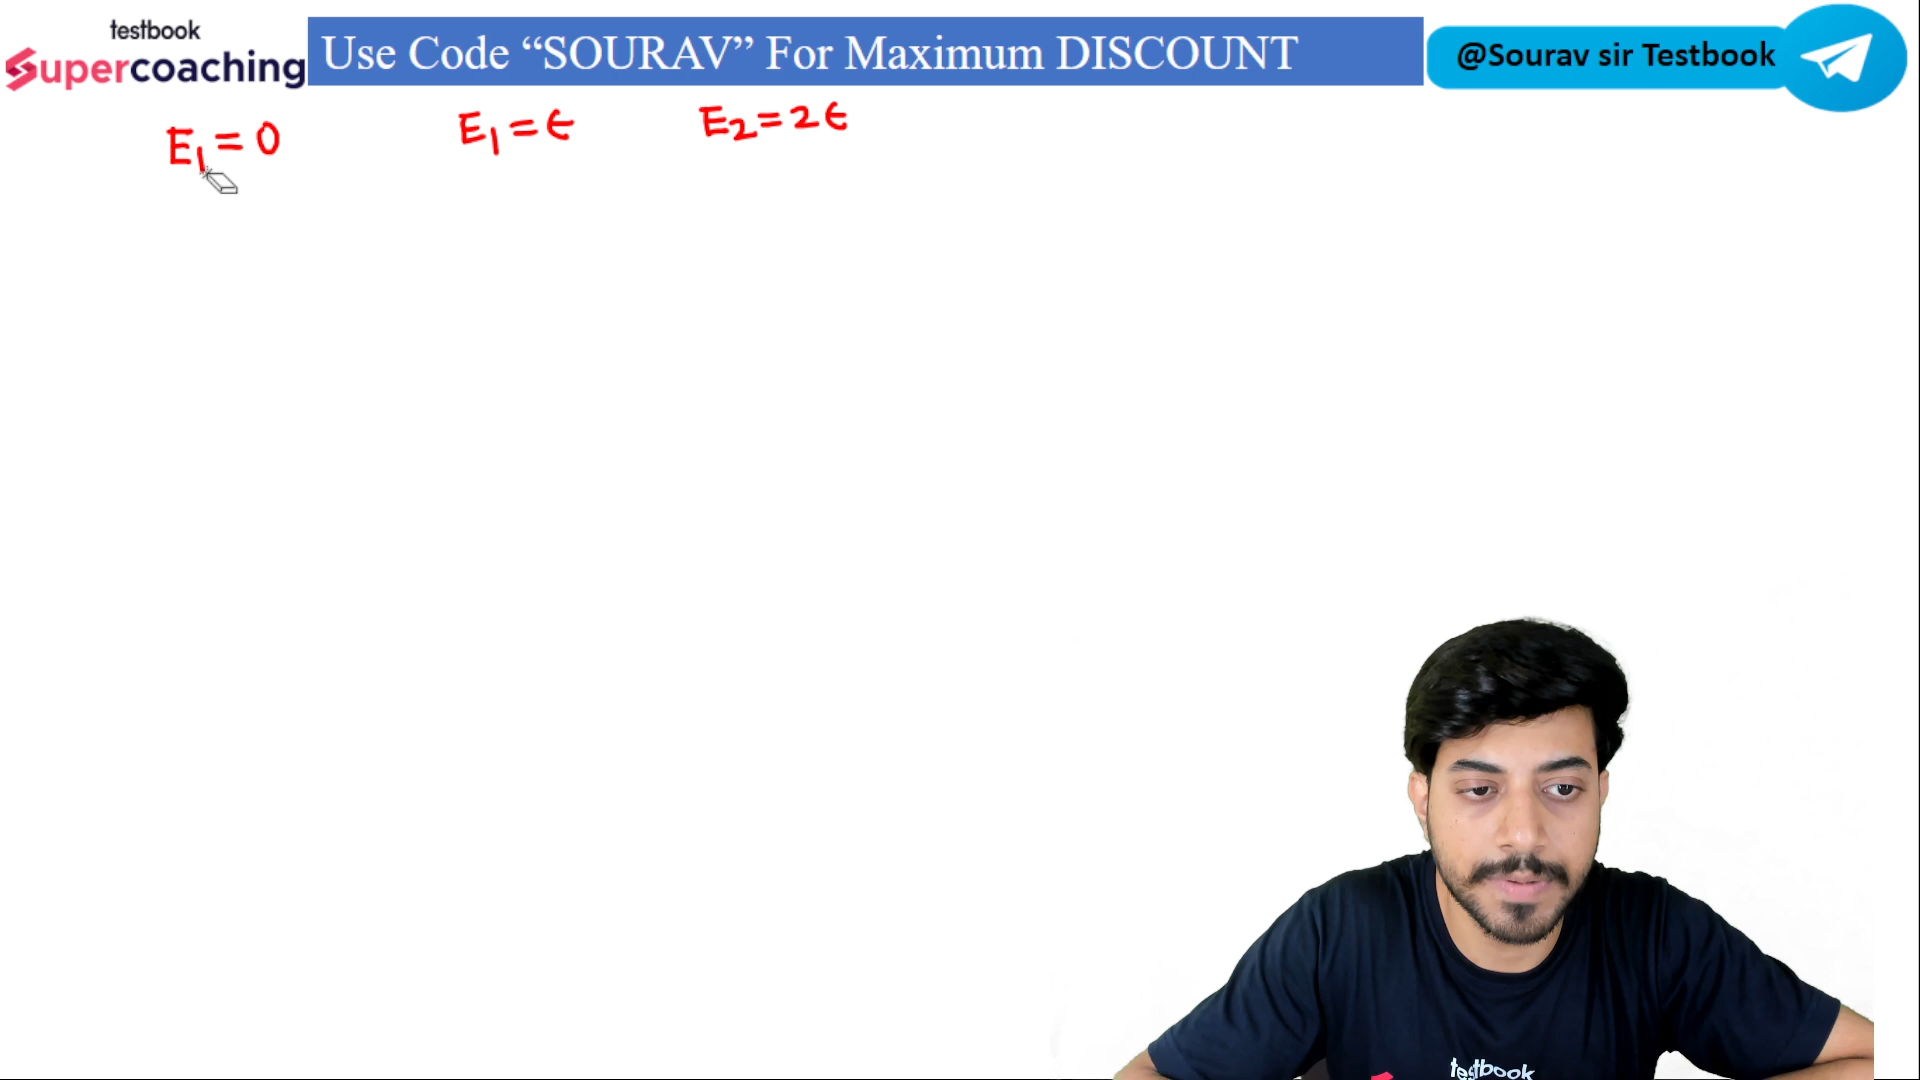 testbook
Supercoaching
Use Code “SOURAV” For Maximum DISCOUNT
@Sourav sir Testbook
E₁ = 0 E₁ = ϵ E₂ = 2ϵ
testbook